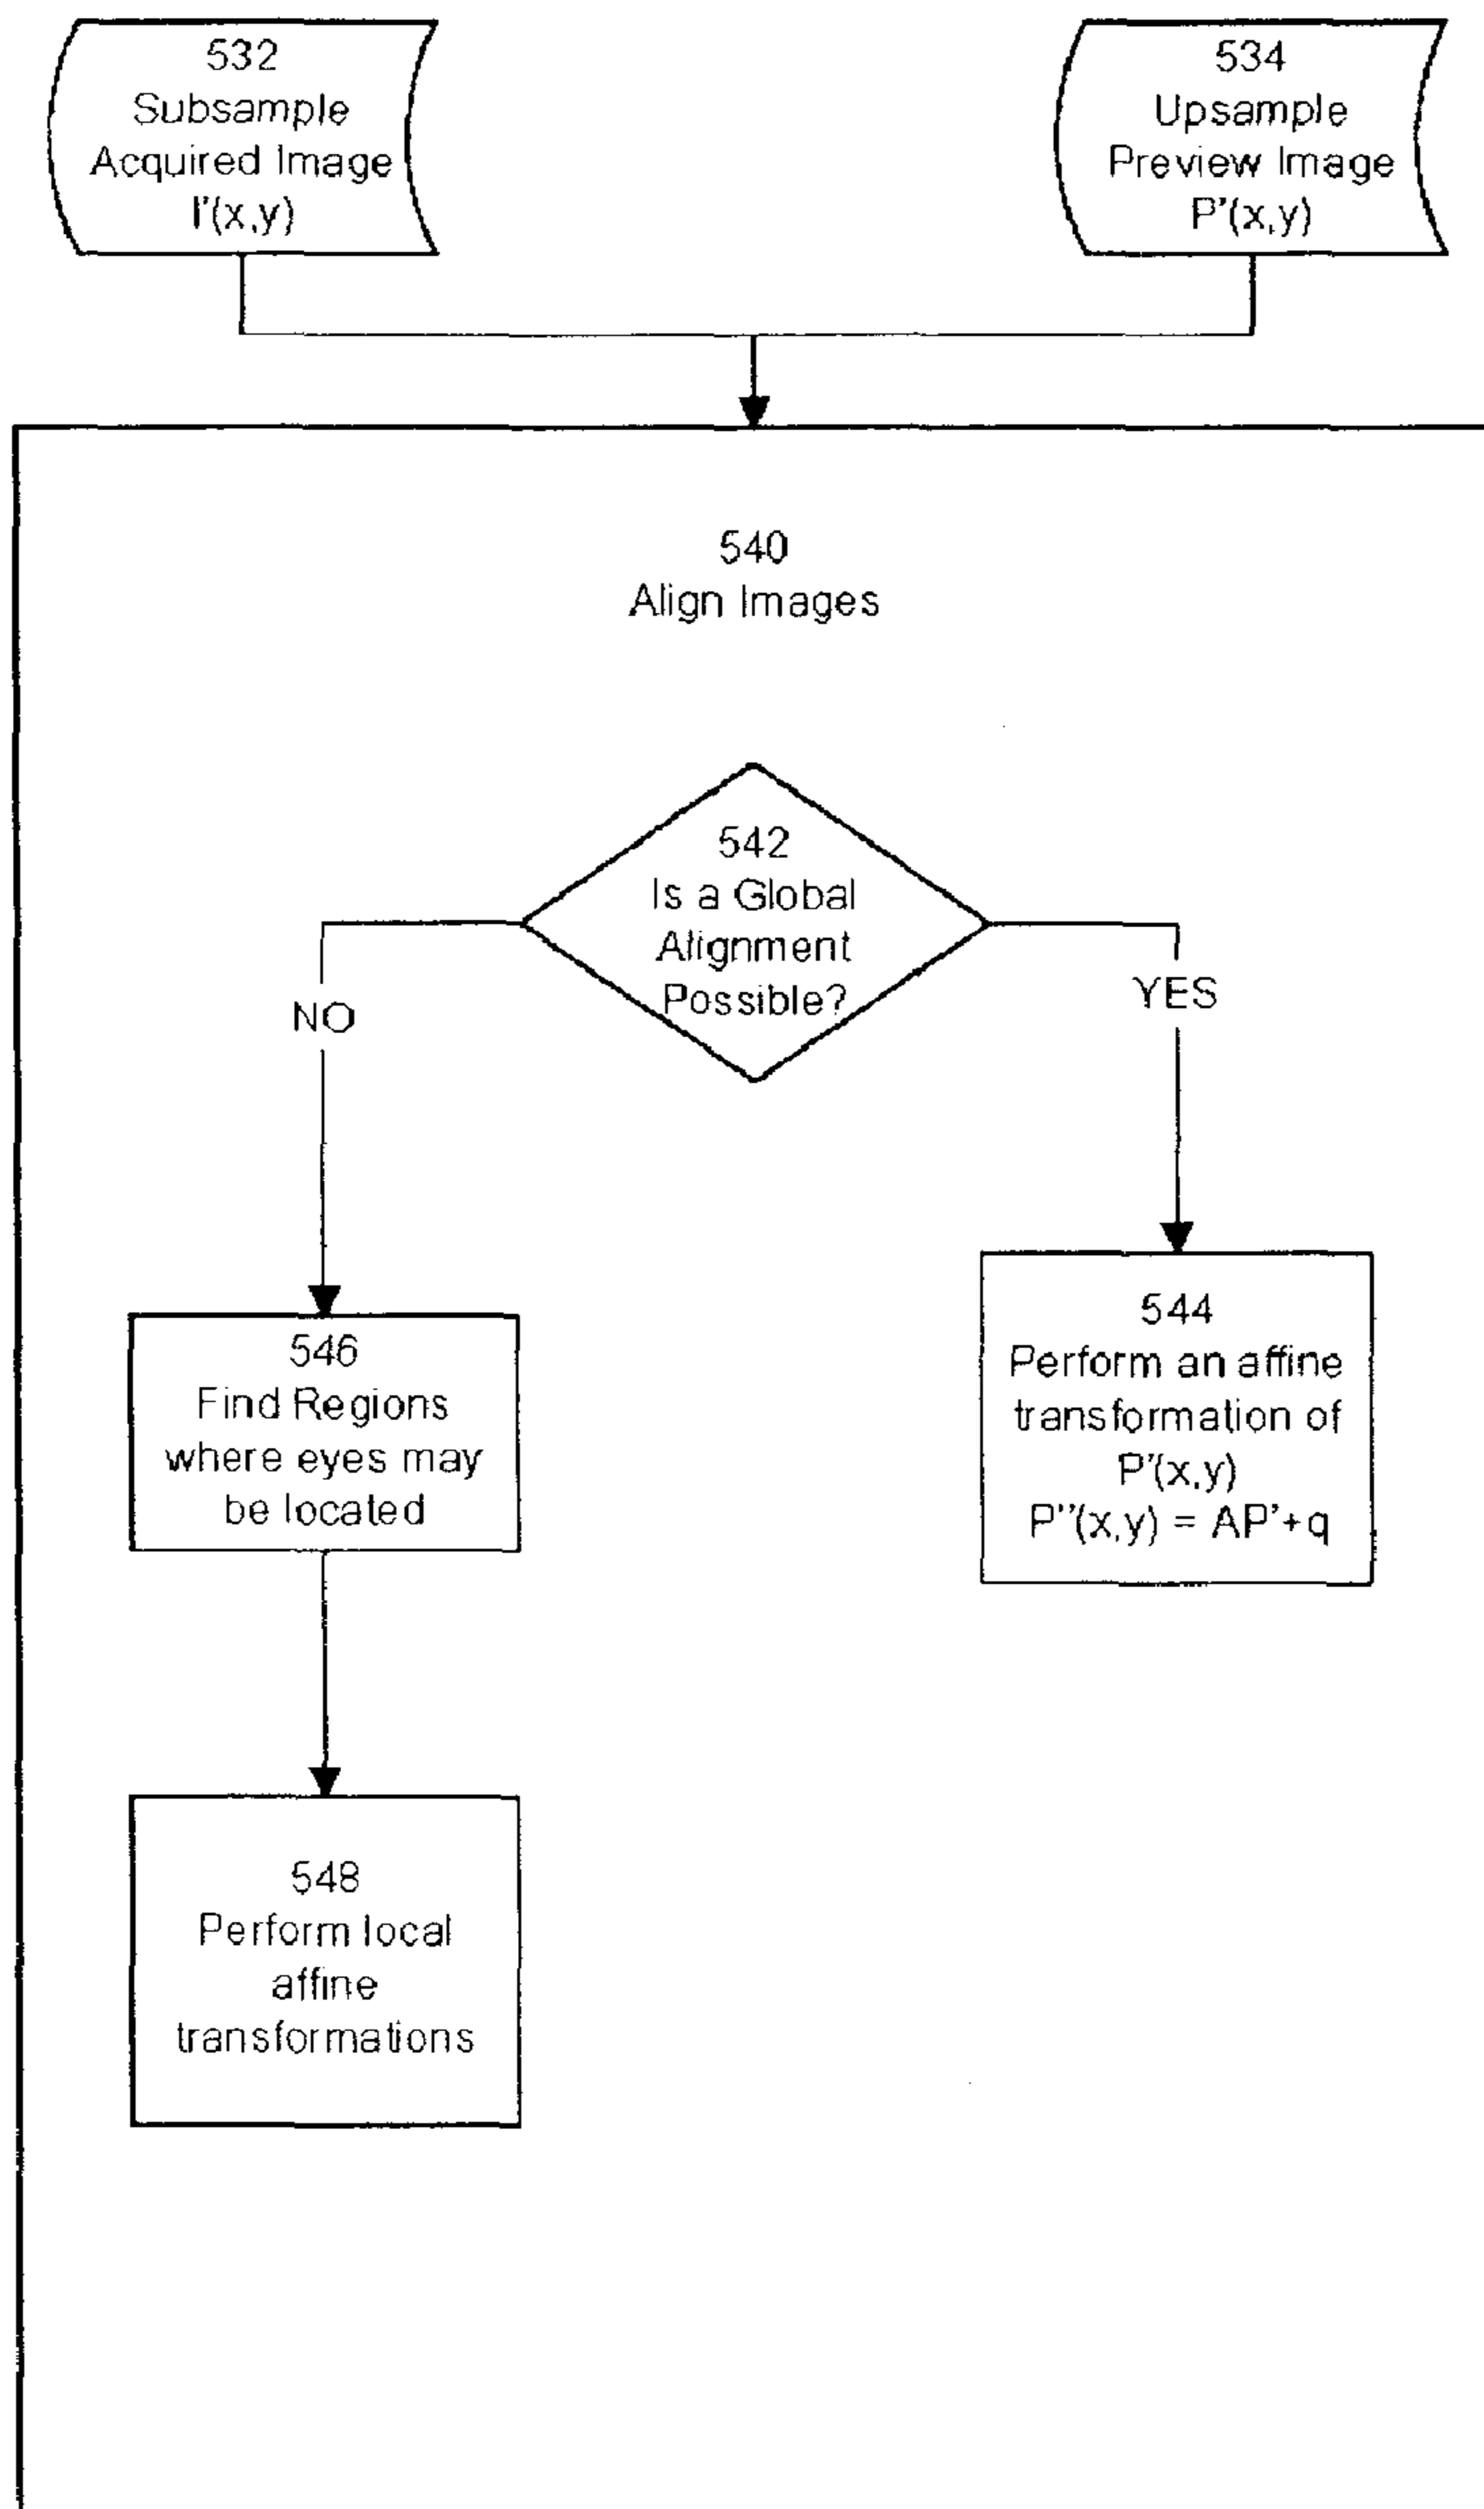 532
Subsample
Acquired Image
I'(x,y)
534
Upsample
Preview Image
P'(x,y)
540
Align Images
542
Is a Global
Alignment
Possible?
NO
YES
546
Find Regions
where eyes may
be located
544
Perform an affine
transformation of
P'(x,y)
P''(x,y) = AP'+q
548
Perform local
affine
transformations